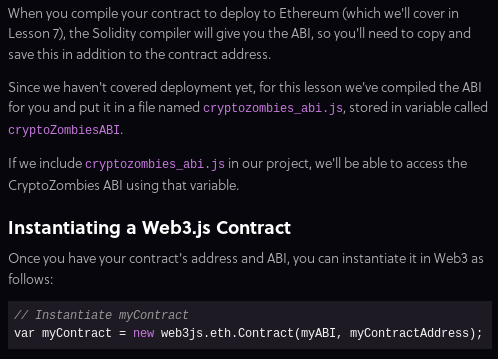 When you compile your contract to deploy to Ethereum (which we'll cover in
Lesson 7), the Solidity compiler will give you the ABI, so you'll need to copy and
save this in addition to the contract address.
Since we haven't covered deployment yet, for this lesson we've compiled the ABI
for you and put it in a file named cryptozombies_abi.js, stored in variable called
cryptoZombiesABI.
If we include cryptozombies_abi.js in our project, we'll be able to access the
CryptoZombies ABI using that variable.
Instantiating a Web3.js Contract
Once you have your contract's address and ABI, you can instantiate it in Web3 as
follows:
// Instantiate myContract
var myContract = new web3js.eth.Contract(myABI, myContractAddress);